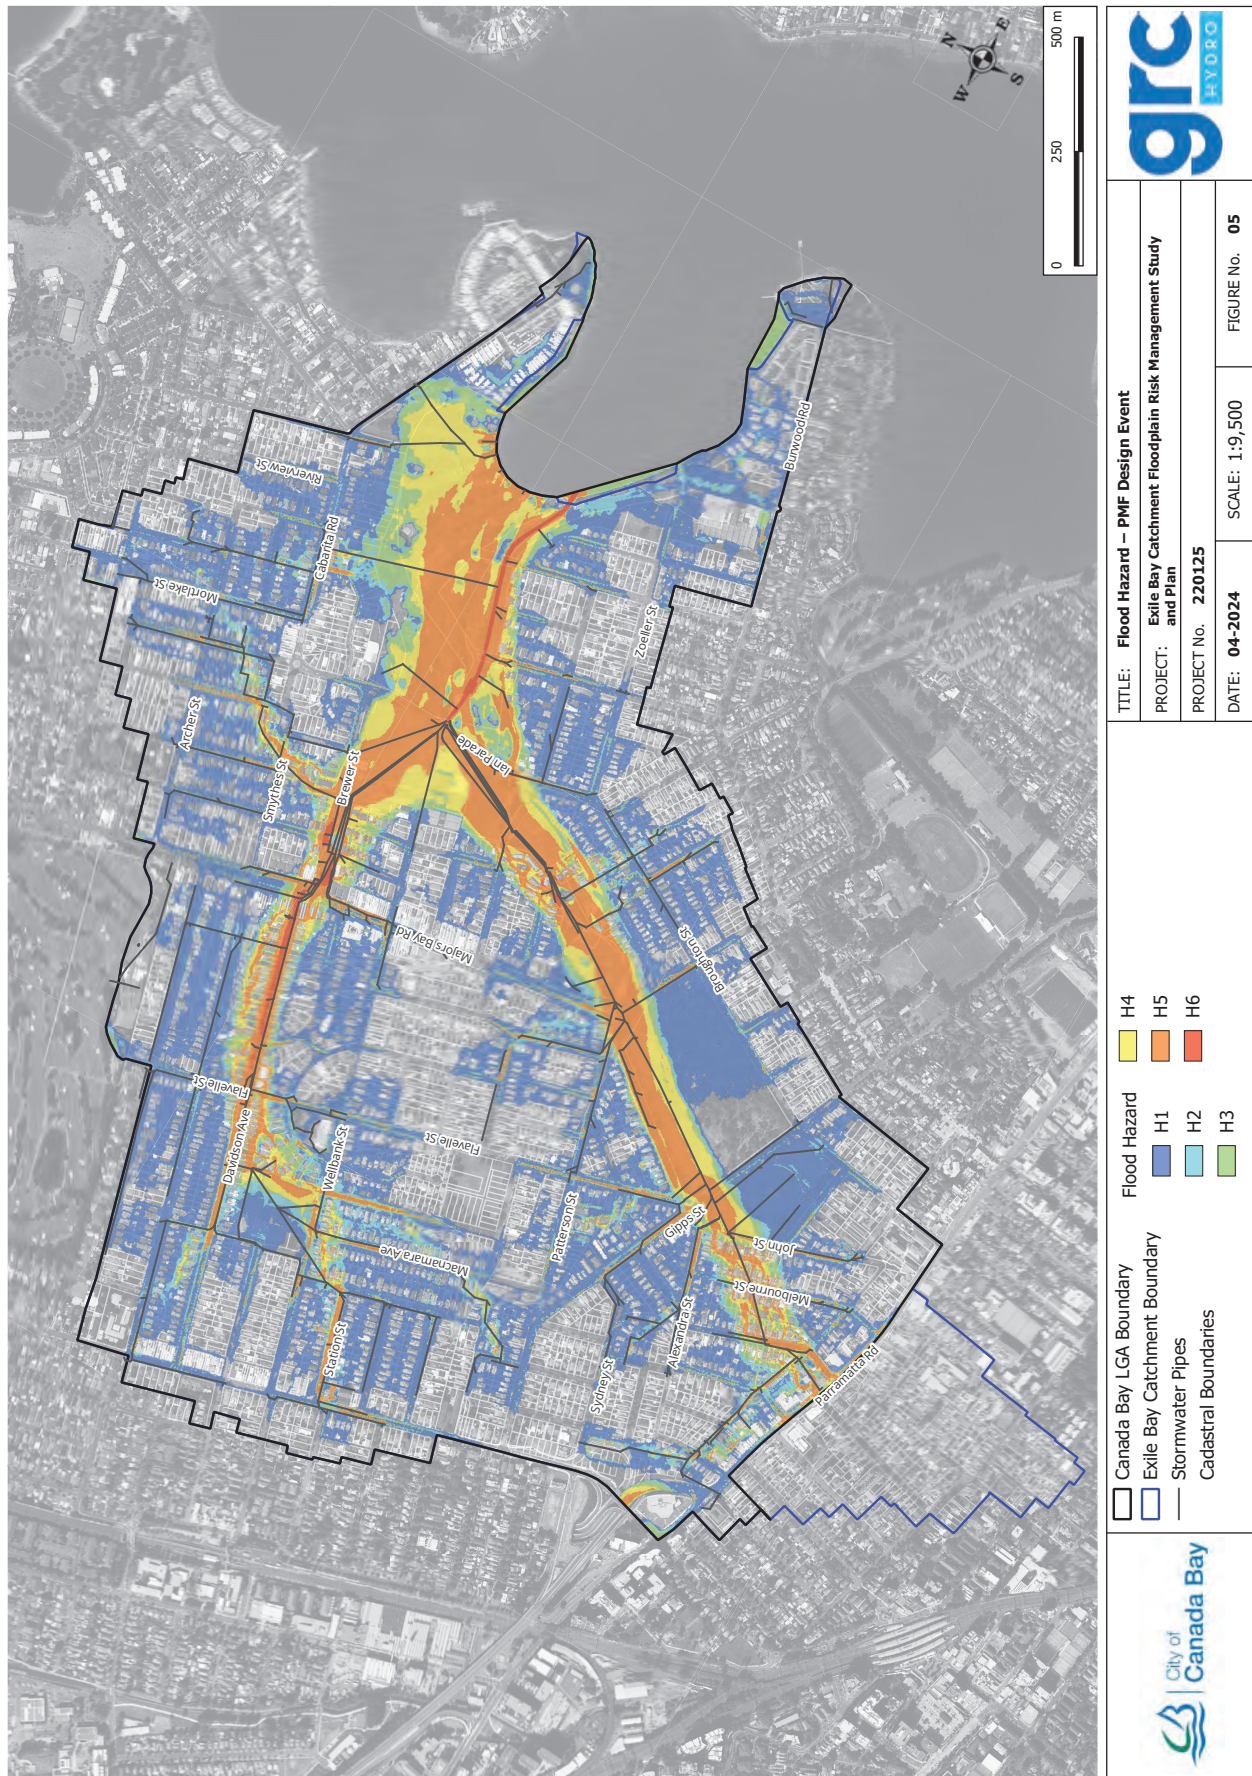 500 m
250
0
N
E
S
W
Riverview St
Cabarita Rd
Mortlake St
Archer St
Smythes St
Brewer St
Ian Parade
Zoeller St
Burwood Rd
Majors Bay Rd
Broughton St
Flavelle St
Davidson Ave
Wellbank St
Flavelle St
Macnamara Ave
Patterson St
Gipps St
John St
Melbourne St
Alexandra St
Sydney St
Station St
Parramatta Rd
City of
Canada Bay
Canada Bay LGA Boundary
Exile Bay Catchment Boundary
Stormwater Pipes
Cadastral Boundaries
Flood Hazard
H1
H2
H3
H4
H5
H6
TITLE: Flood Hazard – PMF Design Event
PROJECT: Exile Bay Catchment Floodplain Risk Management Study
and Plan
PROJECT No. 220125
DATE: 04-2024
SCALE: 1:9,500
FIGURE No. 05
grc
HYDRO